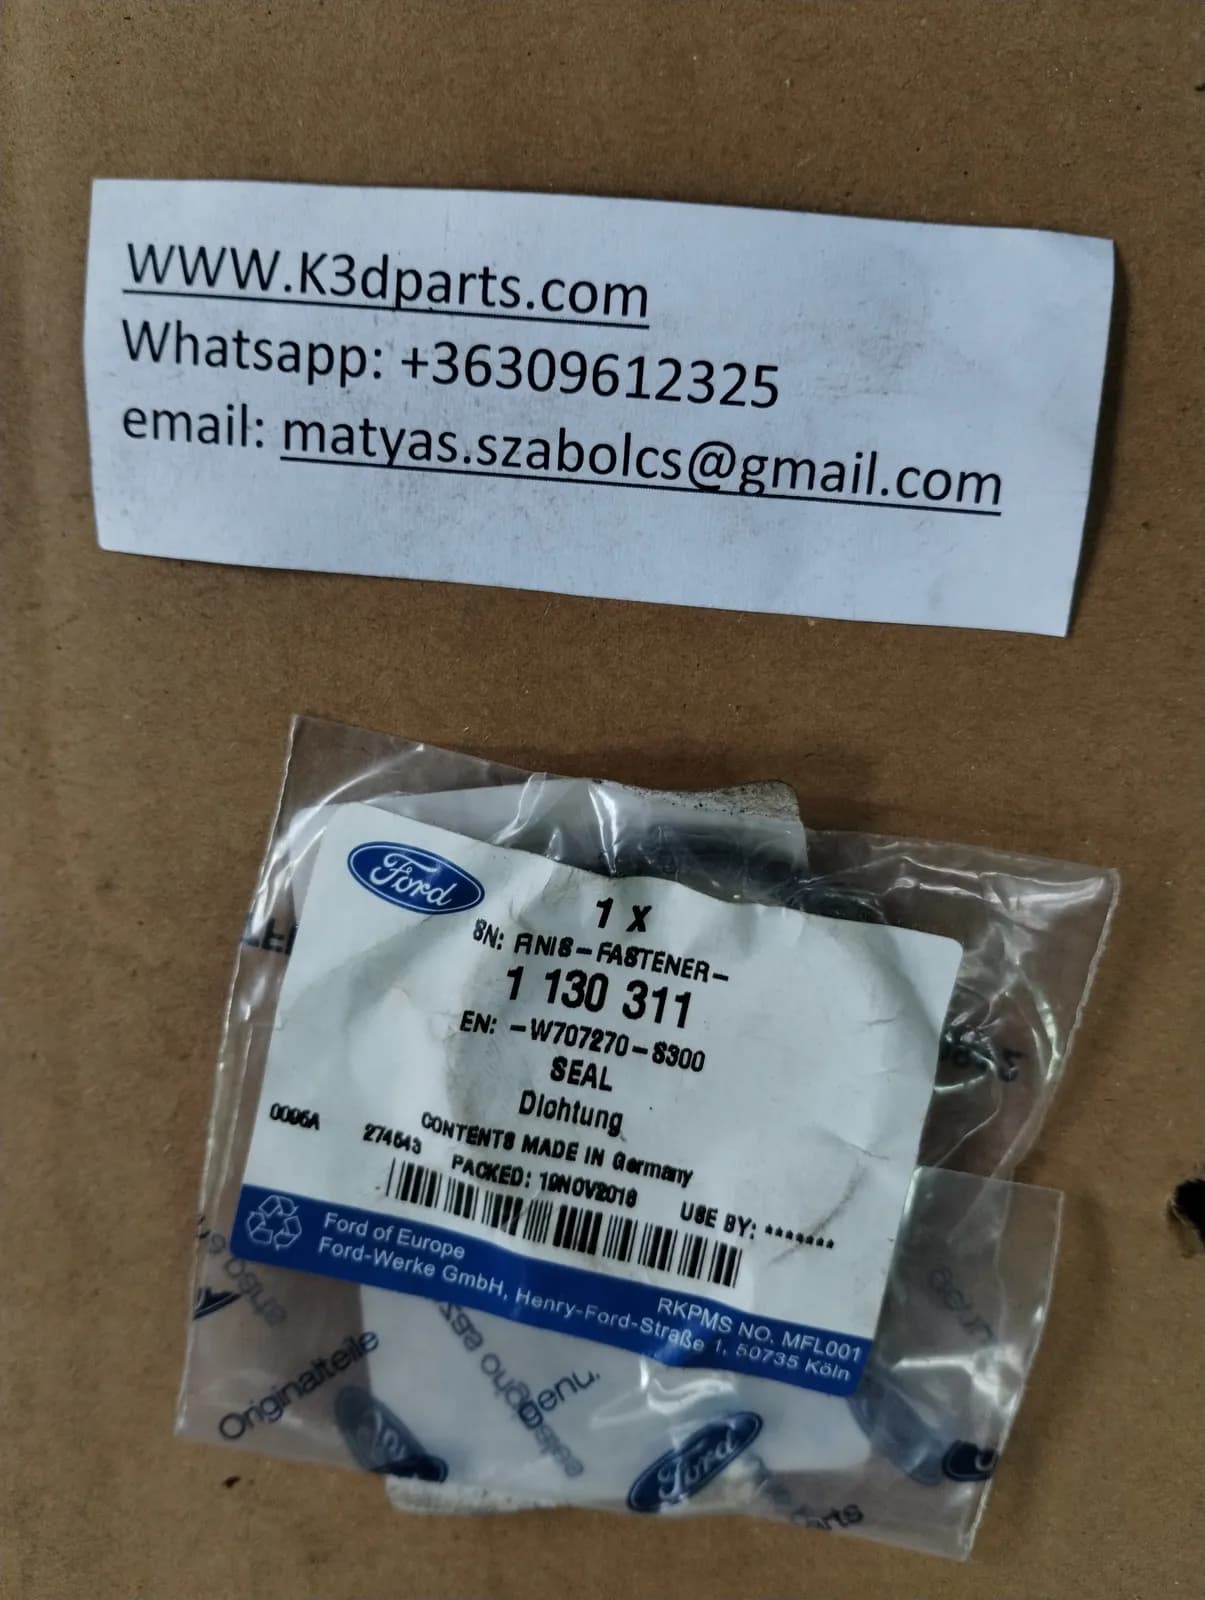 WWW.K3dparts.com
Whatsapp: +36309612325
email: matyas.szabolcs@gmail.com
Ford
1 X
SN: FINIS-FASTENER-
1 130 311
EN: -W707270-S300
SEAL
Dichtung
CONTENTS MADE IN Germany
0095A 274543 PACKED: 19NOV2016 USE BY: *******
Ford of Europe
Ford-Werke GmbH, Henry-Ford-Straße 1, 50735 Köln
RKPMS NO. MFL001
Originalteile
Ford